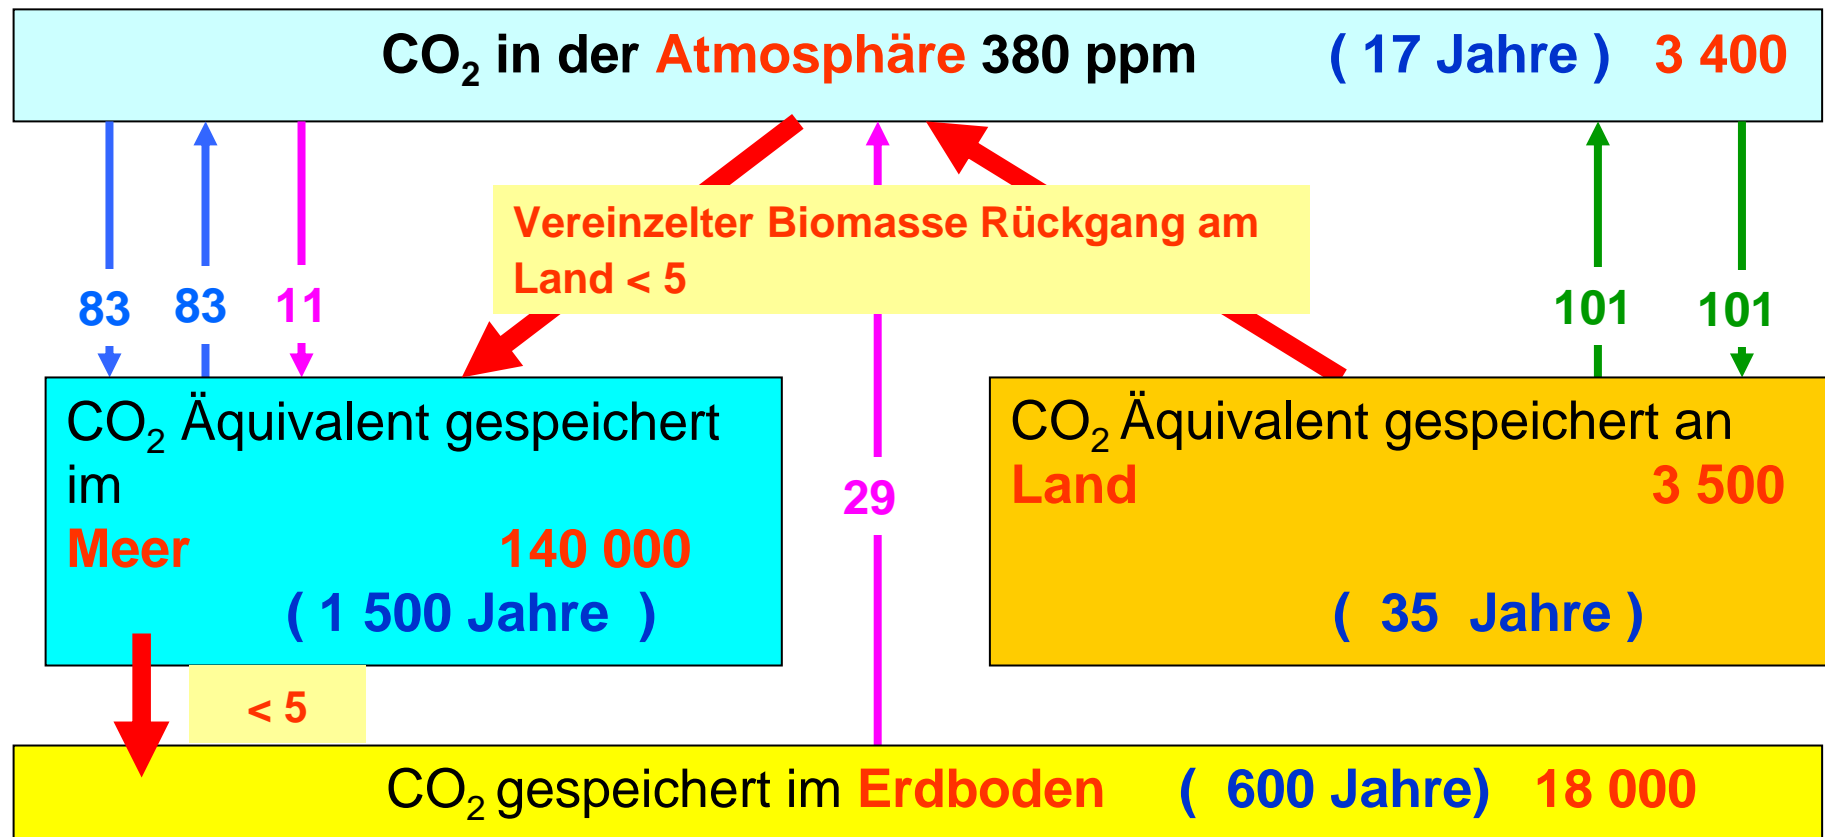 CO₂ in der Atmosphäre 380 ppm ( 17 Jahre ) 3 400
Vereinzelter Biomasse Rückgang am
Land < 5
83 83 11
101 101
CO₂ Äquivalent gespeichert
im
Meer 140 000
( 1 500 Jahre )
29
CO₂ Äquivalent gespeichert an
Land 3 500
( 35 Jahre )
< 5
CO₂ gespeichert im Erdboden ( 600 Jahre) 18 000